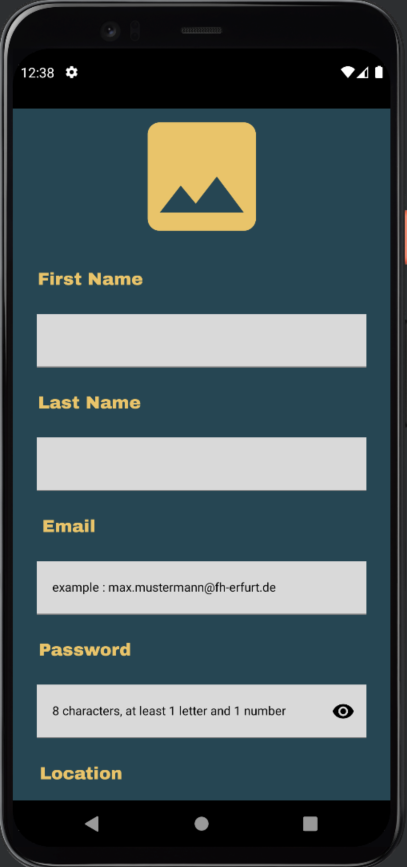 12:38
First Name
Last Name
Email
example : max.mustermann@fh-erfurt.de
Password
8 characters, at least 1 letter and 1 number
Location